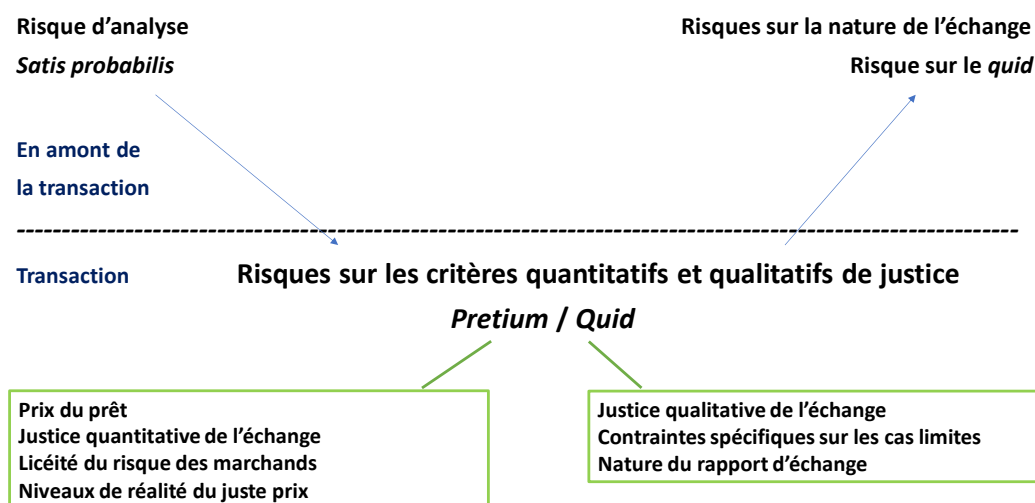 Risque d’analyse
Satis probabilis
Risques sur la nature de l’échange
Risque sur le quid
En amont de
la transaction
Transaction
Risques sur les critères quantitatifs et qualitatifs de justice
Pretium / Quid
Prix du prêt
Justice quantitative de l’échange
Licéité du risque des marchands
Niveaux de réalité du juste prix
Justice qualitative de l’échange
Contraintes spécifiques sur les cas limites
Nature du rapport d’échange